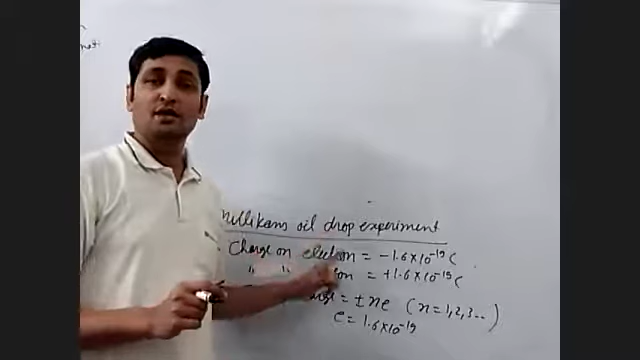 Millikans oil drop experiment
Charge on electron = -1.6×10⁻¹⁹ C
" " on = +1.6×10⁻¹⁹ C
= ± ne (n = 1, 2, 3 --- )
e = 1.6×10⁻¹⁹